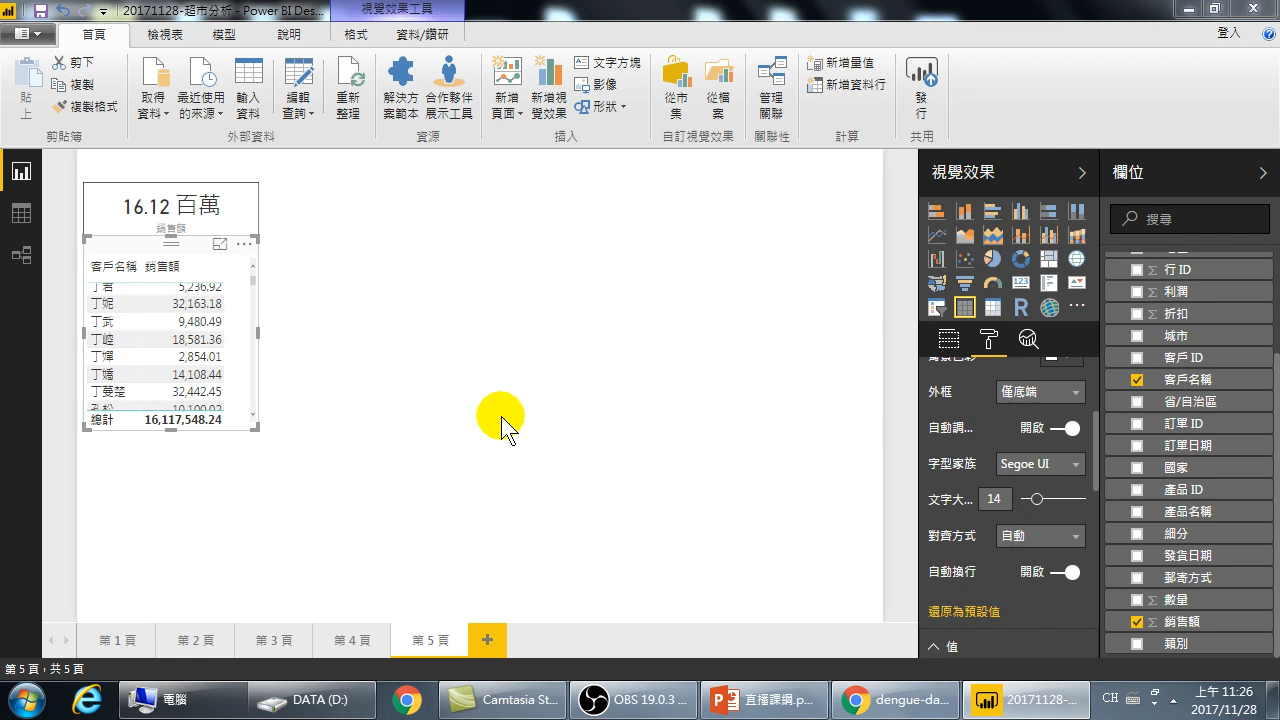 20171128-超市分析 - Power BI Des...
視覺效果工具
首頁
檢視表
模型
說明
格式
資料/鑽研
登入
貼上
剪下
複製
複製格式
剪貼簿
取得資料
最近使用的來源
輸入資料
編輯查詢
重新整理
外部資料
解決方案範本
合作夥伴展示工具
資源
新增頁面
新增視覺效果
文字方塊
影像
形狀
插入
從市集
從檔案
自訂視覺效果
管理關聯
關聯性
新增量值
新增資料行
計算
發行
共用
16.12 百萬
銷售額
客戶名稱 銷售額
5,236.92
丁妮 32,163.18
丁武 9,480.49
丁崆 18,581.36
丁嬋 2,854.01
丁嬌 14,108.44
丁蔓楚 32,442.45
孔松 10,100.02
總計 16,117,548.24
視覺效果
123
R
背景色彩
外框 僅底端
自動調... 開啟
字型家族 Segoe UI
文字大... 14
對齊方式 自動
自動換行 開啟
還原為預設值
值
欄位
搜尋
行 ID
利潤
折扣
城市
客戶 ID
客戶名稱
省/自治區
訂單 ID
訂單日期
國家
產品 ID
產品名稱
細分
發貨日期
郵寄方式
數量
銷售額
類別
第 1 頁
第 2 頁
第 3 頁
第 4 頁
第 5 頁
第 5 頁，共 5 頁
電腦
DATA (D:)
Camtasia St...
OBS 19.0.3 ...
直播課綱.p...
dengue-da...
20171128-...
CH
上午 11:26
2017/11/28